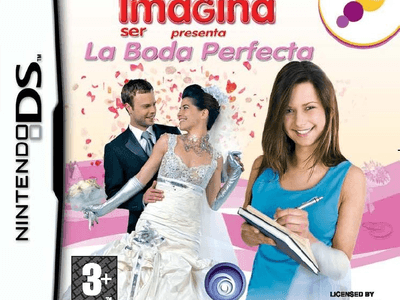 imagina
ser presenta
La Boda Perfecta
NINTENDO DS
3+
LICENSED BY